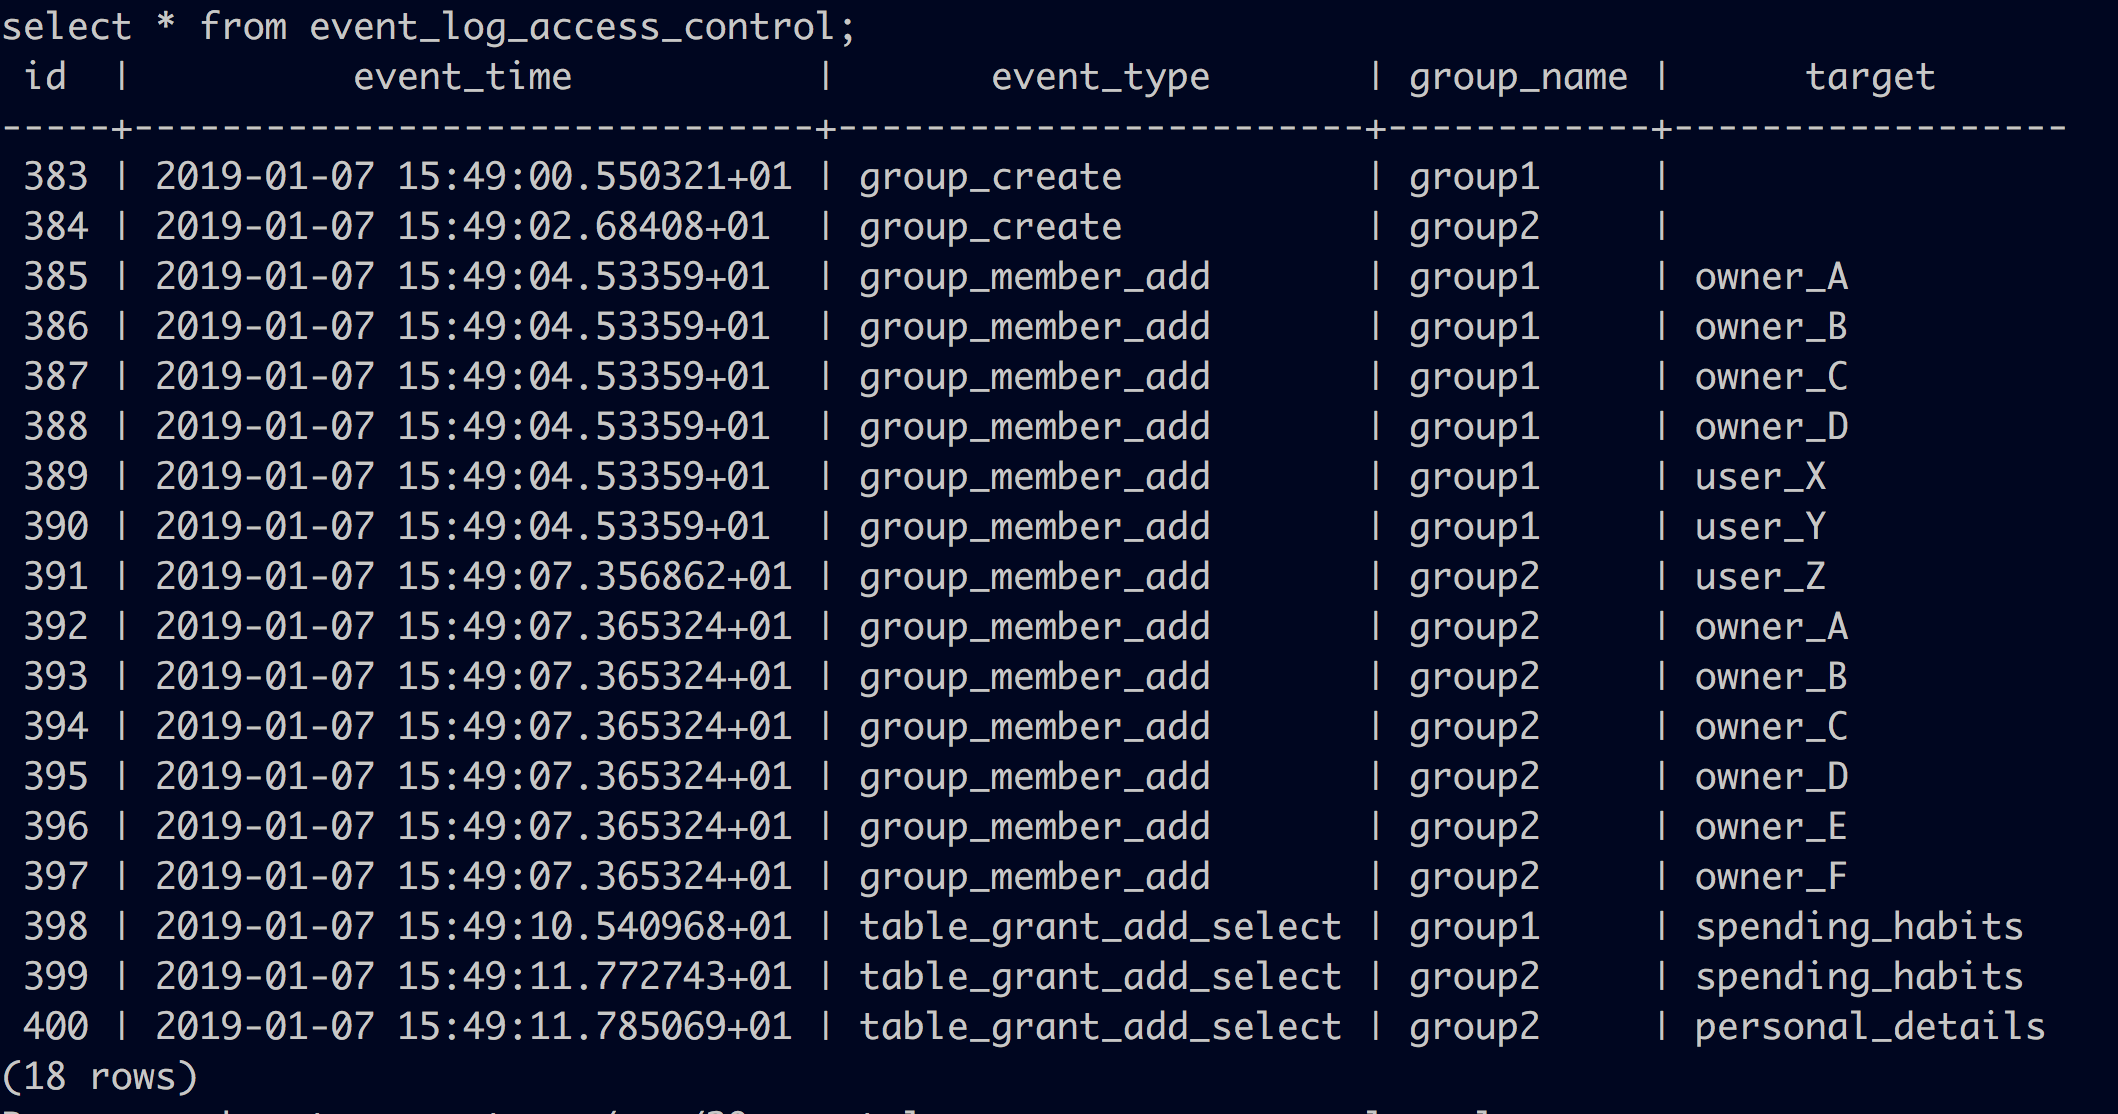 select * from event_log_access_control;
 id  |          event_time           |       event_type       | group_name |      target
-----+-------------------------------+------------------------+------------+------------------
 383 | 2019-01-07 15:49:00.550321+01 | group_create           | group1     |
 384 | 2019-01-07 15:49:02.68408+01  | group_create           | group2     |
 385 | 2019-01-07 15:49:04.53359+01  | group_member_add       | group1     | owner_A
 386 | 2019-01-07 15:49:04.53359+01  | group_member_add       | group1     | owner_B
 387 | 2019-01-07 15:49:04.53359+01  | group_member_add       | group1     | owner_C
 388 | 2019-01-07 15:49:04.53359+01  | group_member_add       | group1     | owner_D
 389 | 2019-01-07 15:49:04.53359+01  | group_member_add       | group1     | user_X
 390 | 2019-01-07 15:49:04.53359+01  | group_member_add       | group1     | user_Y
 391 | 2019-01-07 15:49:07.356862+01 | group_member_add       | group2     | user_Z
 392 | 2019-01-07 15:49:07.365324+01 | group_member_add       | group2     | owner_A
 393 | 2019-01-07 15:49:07.365324+01 | group_member_add       | group2     | owner_B
 394 | 2019-01-07 15:49:07.365324+01 | group_member_add       | group2     | owner_C
 395 | 2019-01-07 15:49:07.365324+01 | group_member_add       | group2     | owner_D
 396 | 2019-01-07 15:49:07.365324+01 | group_member_add       | group2     | owner_E
 397 | 2019-01-07 15:49:07.365324+01 | group_member_add       | group2     | owner_F
 398 | 2019-01-07 15:49:10.540968+01 | table_grant_add_select | group1     | spending_habits
 399 | 2019-01-07 15:49:11.772743+01 | table_grant_add_select | group2     | spending_habits
 400 | 2019-01-07 15:49:11.785069+01 | table_grant_add_select | group2     | personal_details
(18 rows)